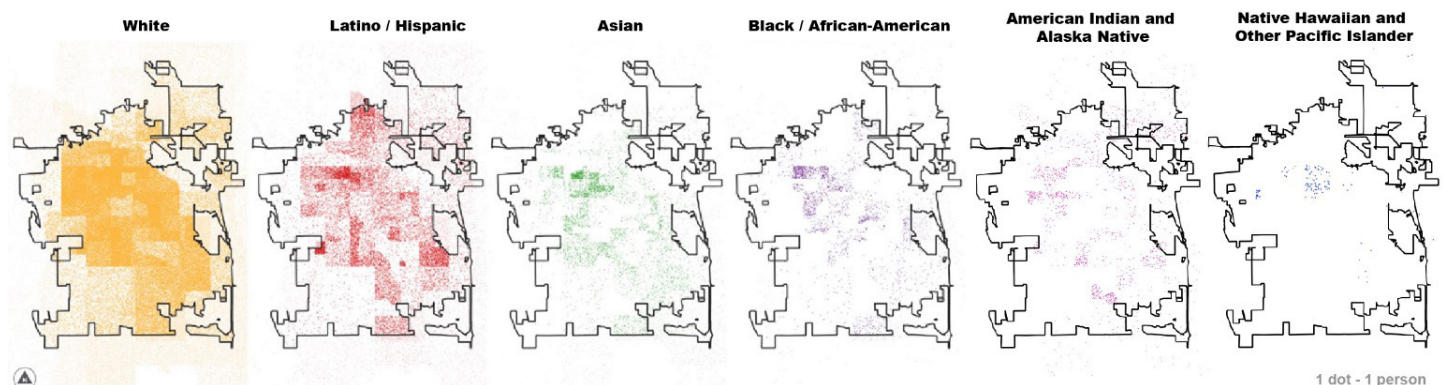 White
Latino / Hispanic
Asian
Black / African-American
American Indian and
Alaska Native
Native Hawaiian and
Other Pacific Islander
1 dot - 1 person